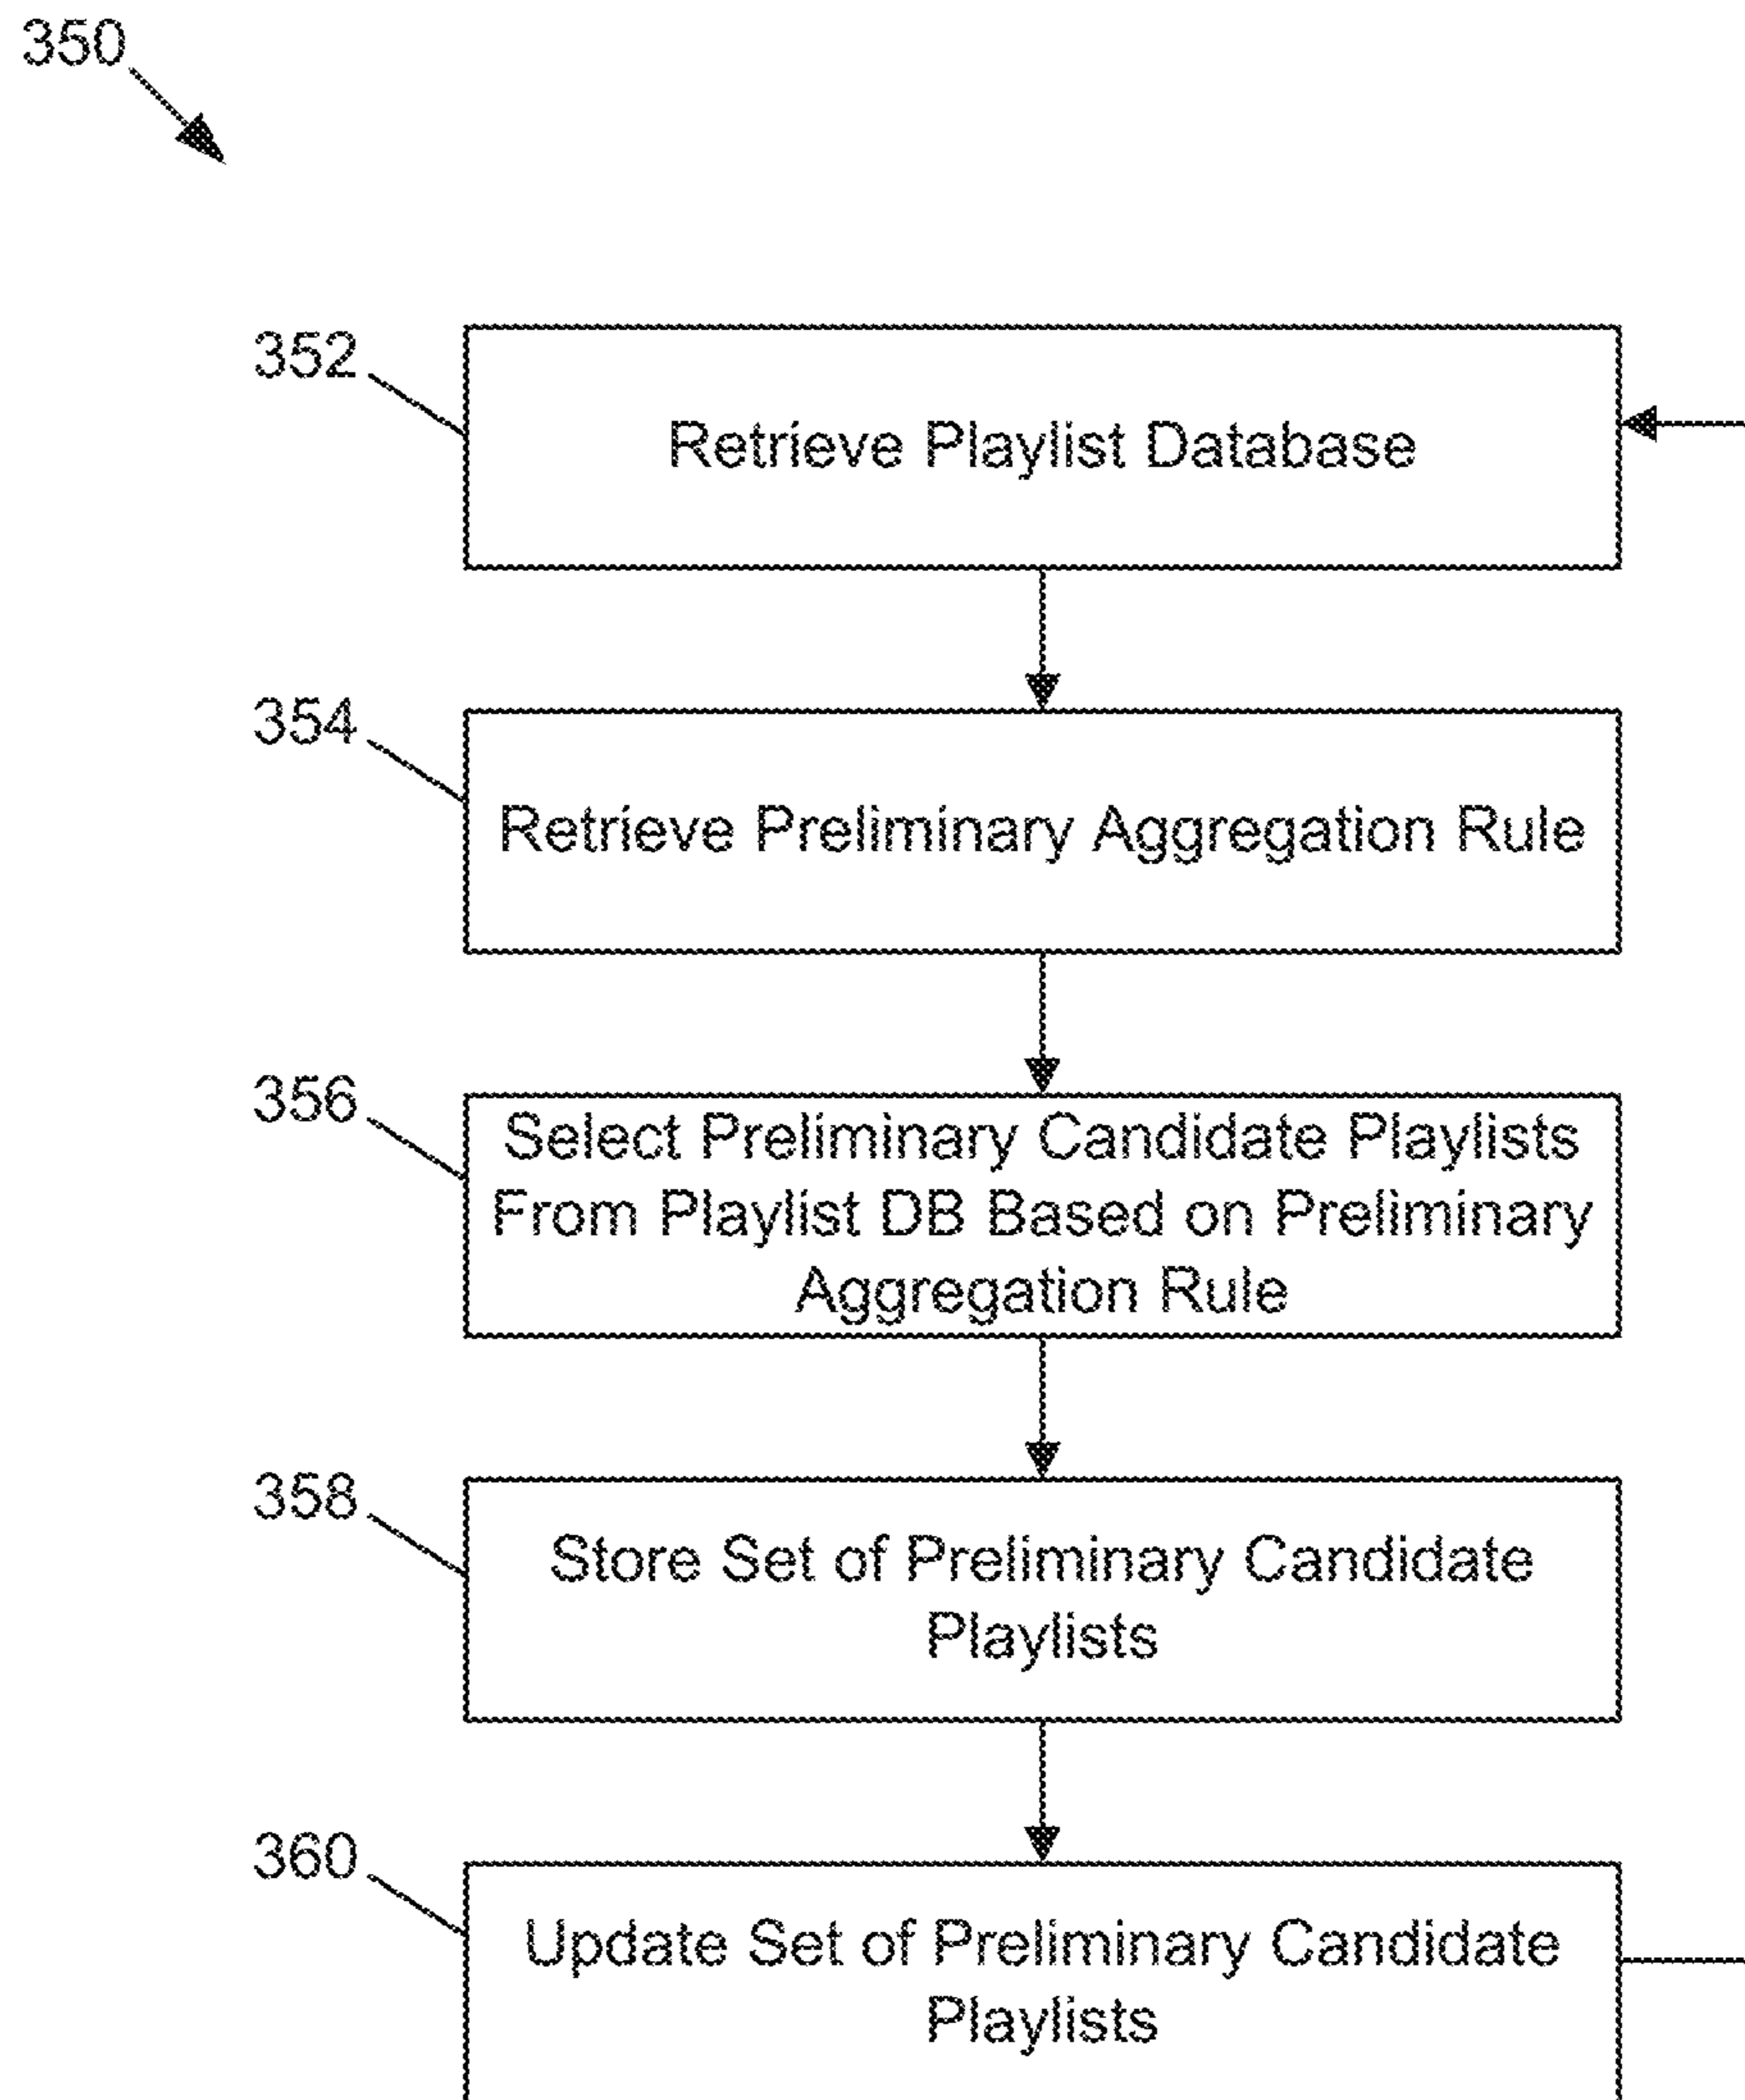 350
352
Retrieve Playlist Database
354
Retrieve Preliminary Aggregation Rule
356
Select Preliminary Candidate Playlists
From Playlist DB Based on Preliminary
Aggregation Rule
358
Store Set of Preliminary Candidate
Playlists
360
Update Set of Preliminary Candidate
Playlists